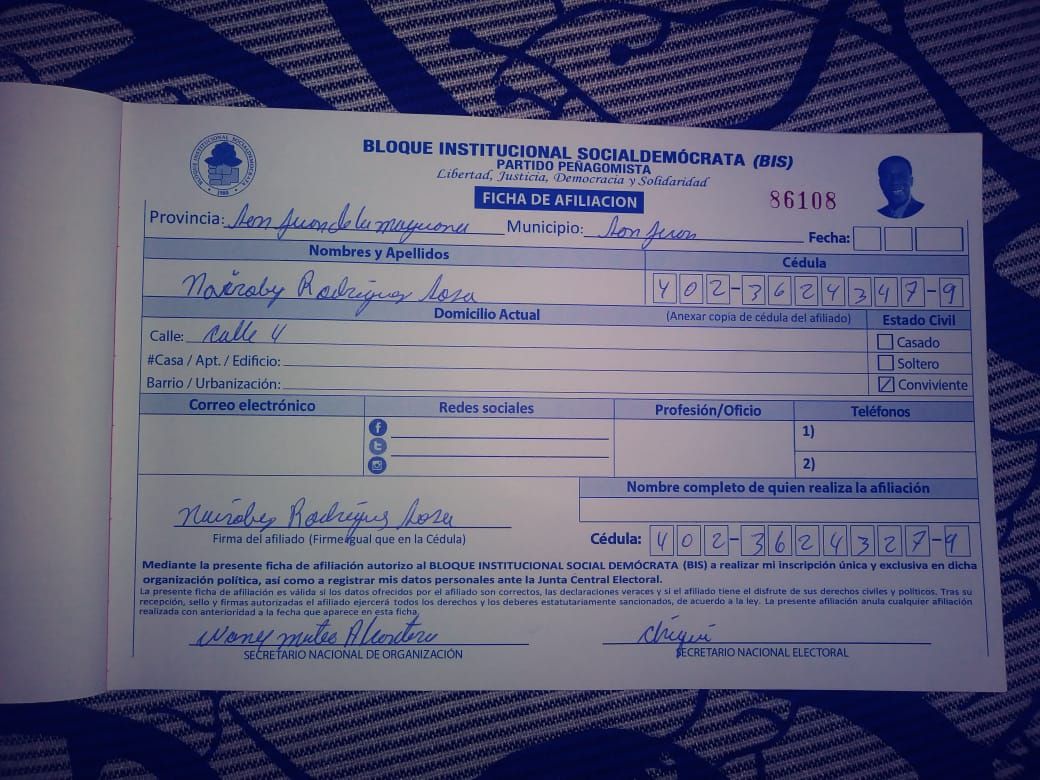 BLOQUE INSTITUCIONAL SOCIALDEMÓCRATA (BIS)
PARTIDO PEÑAGOMISTA
Libertad, Justicia, Democracia y Solidaridad
BLOQUE INSTITUCIONAL SOCIALDEMOCRATA
FICHA DE AFILIACION
86108
Provincia: San Juan de la maguana Municipio: San Juan Fecha:
Nombres y Apellidos Cédula
Nairoby Rodrigues Sosa 402-3624347-9
Domicilio Actual (Anexar copia de cédula del afiliado) Estado Civil
Calle: calle 4 Casado
#Casa / Apt. / Edificio: Soltero
Barrio / Urbanización: Conviviente
Correo electrónico Redes sociales Profesión/Oficio Teléfonos
1)
2)
Nombre completo de quien realiza la afiliación
Nairoby Rodrigues Sosa
Firma del afiliado (Firme igual que en la Cédula) Cédula: 402-3624327-9
Mediante la presente ficha de afiliación autorizo al BLOQUE INSTITUCIONAL SOCIAL DEMÓCRATA (BIS) a realizar mi inscripción única y exclusiva en dicha
organización política, así como a registrar mis datos personales ante la Junta Central Electoral.
La presente ficha de afiliación es válida si los datos ofrecidos por el afiliado son correctos, las declaraciones veraces y si el afiliado tiene el disfrute de sus derechos civiles y políticos. Tras su
recepción, sello y firmas autorizadas el afiliado ejercerá todos los derechos y los deberes estatutariamente sancionados, de acuerdo a la ley. La presente afiliación anula cualquier afiliación
realizada con anterioridad a la fecha que aparece en esta ficha.
SECRETARIO NACIONAL DE ORGANIZACIÓN SECRETARIO NACIONAL ELECTORAL